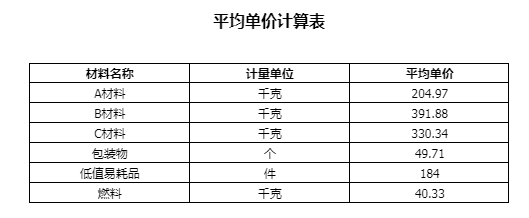 平均单价计算表
材料名称 计量单位 平均单价
A材料 千克 204.97
B材料 千克 391.88
C材料 千克 330.34
包装物 个 49.71
低值易耗品 件 184
燃料 千克 40.33